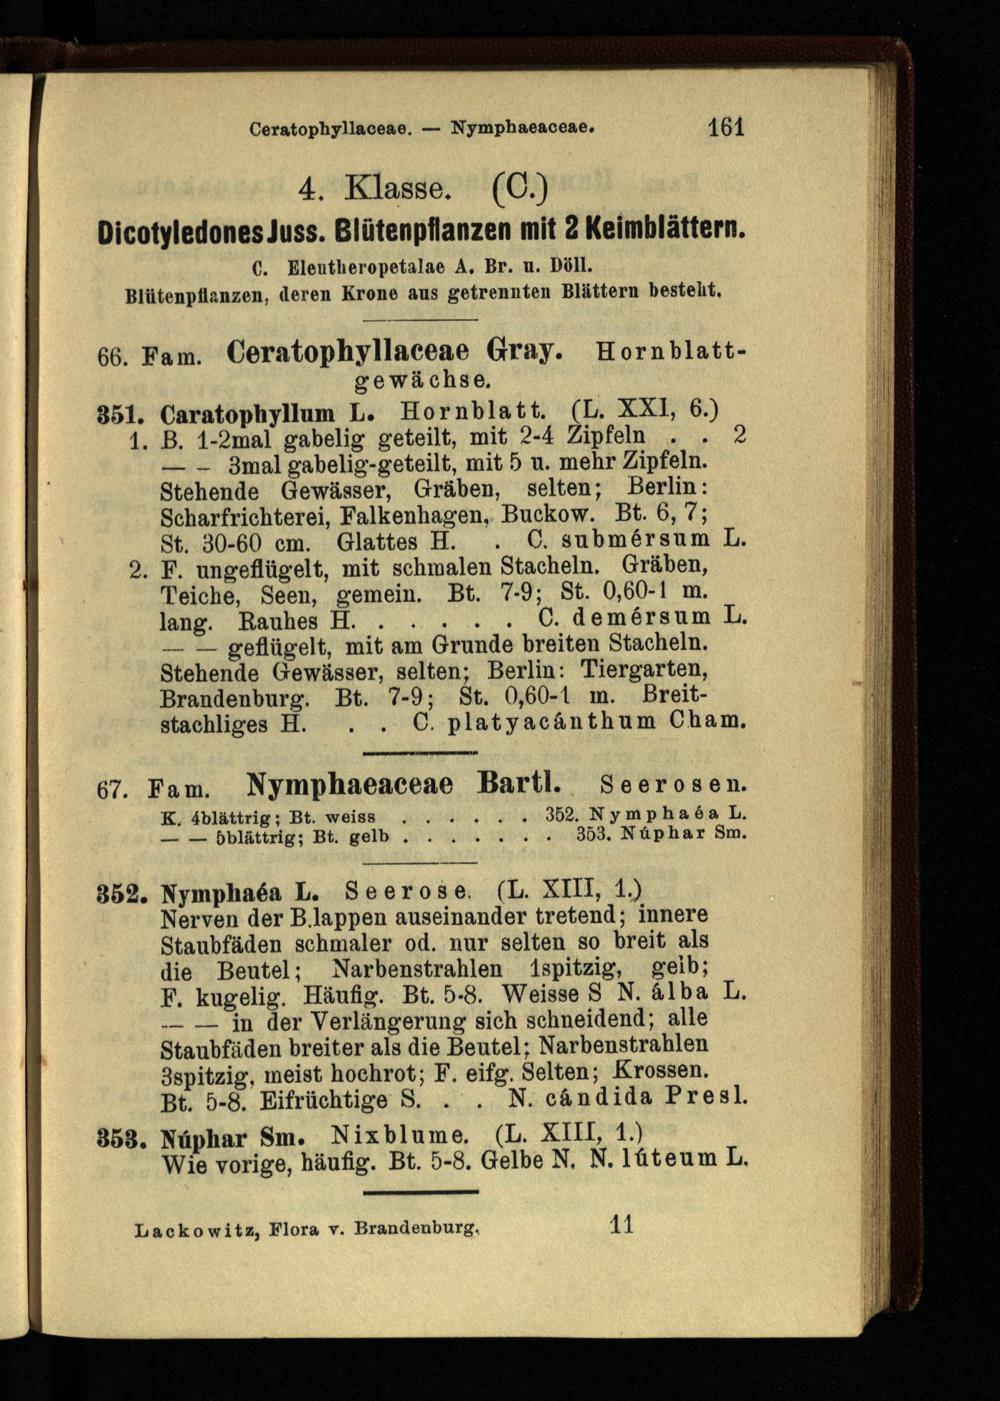 Ceratophyllaceae. — Nymphaeaceae. 161
4. Klasse. (C.)
Dicotyledones Juss. Blütenpflanzen mit 2 Keimblättern.
C. Eleutheropetalae A. Br. u. Döll.
Blütenpflanzen, deren Krone aus getrennten Blättern besteht.
66. Fam. Ceratophyllaceae Gray. Hornblatt-
gewächse.
351. Caratophyllum L. Hornblatt. (L. XXI, 6.)
1. B. 1-2mal gabelig geteilt, mit 2-4 Zipfeln . . 2
— – 3mal gabelig-geteilt, mit 5 u. mehr Zipfeln.
Stehende Gewässer, Gräben, selten; Berlin:
Scharfrichterei, Falkenhagen, Buckow. Bt. 6, 7;
St. 30-60 cm. Glattes H. . C. submérsum L.
2. F. ungeflügelt, mit schmalen Stacheln. Gräben,
Teiche, Seen, gemein. Bt. 7-9; St. 0,60-1 m.
lang. Rauhes H. . . . . . . C. demérsum L.
— — geflügelt, mit am Grunde breiten Stacheln.
Stehende Gewässer, selten; Berlin: Tiergarten,
Brandenburg. Bt. 7-9; St. 0,60-1 m. Breit-
stachliges H. . . C. platyacánthum Cham.
67. Fam. Nymphaeaceae Bartl. Seerosen.
K. 4blättrig; Bt. weiss . . . . . . 352. Nymphaéa L.
— — 5blättrig; Bt. gelb . . . . . . . 353. Núphar Sm.
352. Nymphaéa L. Seerose. (L. XIII, 1.)
Nerven der B.lappen auseinander tretend; innere
Staubfäden schmaler od. nur selten so breit als
die Beutel; Narbenstrahlen 1spitzig, gelb;
F. kugelig. Häufig. Bt. 5-8. Weisse S N. álba L.
— — in der Verlängerung sich schneidend; alle
Staubfäden breiter als die Beutel; Narbenstrahlen
3spitzig, meist hochrot; F. eifg. Selten; Krossen.
Bt. 5-8. Eifrüchtige S. . . N. cándida Presl.
353. Núphar Sm. Nixblume. (L. XIII, 1.)
Wie vorige, häufig. Bt. 5-8. Gelbe N. N. lúteum L.
Lackowitz, Flora v. Brandenburg. 11